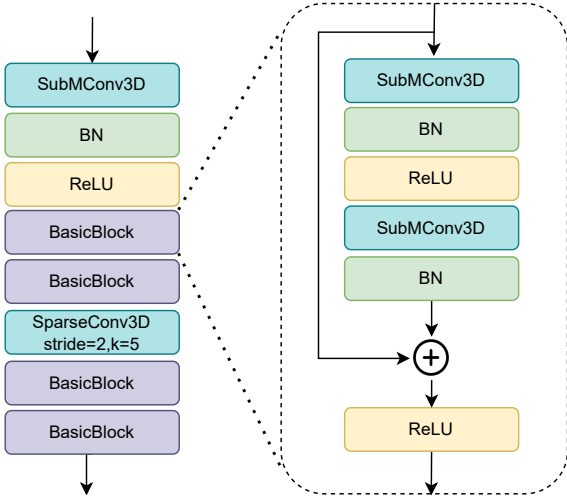 SubMConv3D
BN
ReLU
BasicBlock
BasicBlock
SparseConv3D
stride=2,k=5
BasicBlock
BasicBlock
SubMConv3D
BN
ReLU
SubMConv3D
BN
+
ReLU